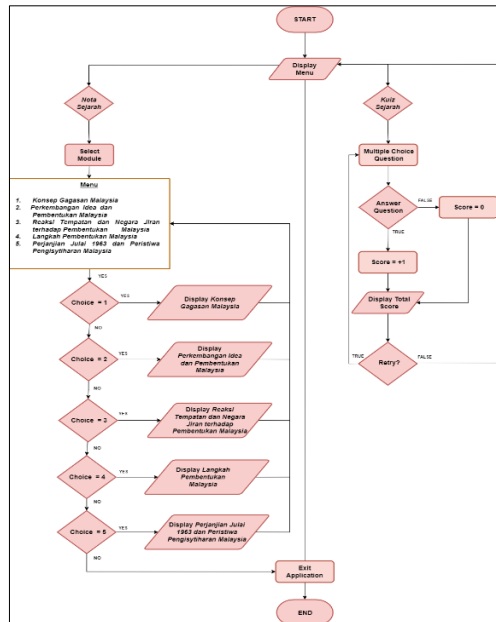 START
Display
Menu
Nota
Sejarah
Kuiz
Sejarah
Select
Module
Multiple Choice
Question
Menu
1. Konsep Gagasan Malaysia
2. Perkembangan Idea dan
Pembentukan Malaysia
3. Reaksi Tempatan dan Negara Jiran
terhadap Pembentukan Malaysia
4. Langkah Pembentukan Malaysia
5. Perjanjian Julai 1963 dan Peristiwa
Pengisytiharan Malaysia
Answer
Question
FALSE
Score = 0
TRUE
Score = +1
YES
Choice = 1
YES
Display Konsep
Gagasan Malaysia
Display Total
Score
NO
Choice = 2
YES
Display
Perkembangan Idea
dan Pembentukan
Malaysia
TRUE
Retry?
FALSE
NO
Choice = 3
YES
Display Reaksi
Tempatan dan Negara
Jiran terhadap
Pembentukan Malaysia
NO
Choice = 4
YES
Display Langkah
Pembentukan
Malaysia
NO
Choice = 5
YES
Display Perjanjian Julai
1963 dan Peristiwa
Pengisytiharan Malaysia
NO
Exit
Application
END